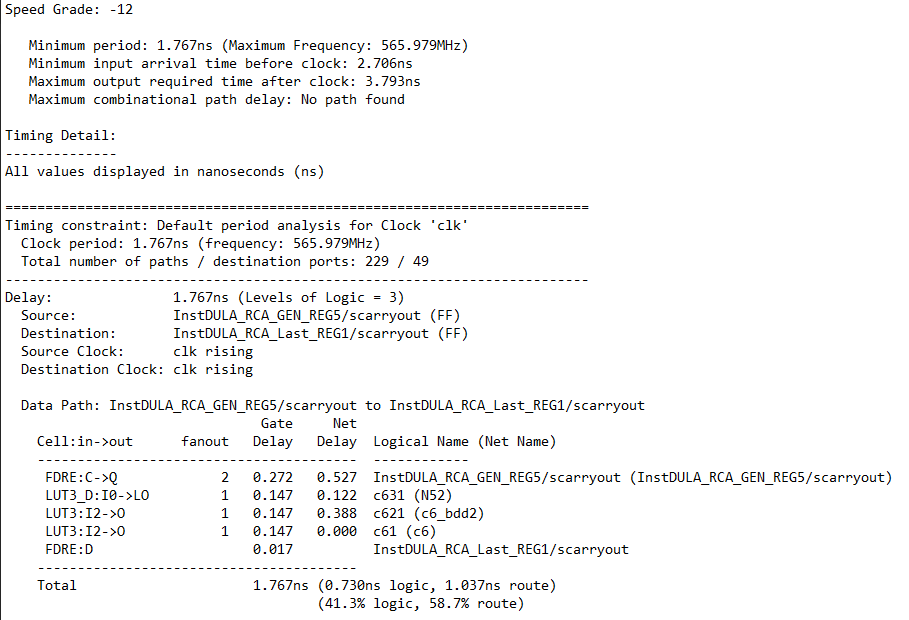 Speed Grade: -12
Minimum period: 1.767ns (Maximum Frequency: 565.979MHz)
Minimum input arrival time before clock: 2.706ns
Maximum output required time after clock: 3.793ns
Maximum combinational path delay: No path found
Timing Detail:
--------------
All values displayed in nanoseconds (ns)
=========================================================================
Timing constraint: Default period analysis for Clock 'clk'
Clock period: 1.767ns (frequency: 565.979MHz)
Total number of paths / destination ports: 229 / 49
-------------------------------------------------------------------------
Delay: 1.767ns (Levels of Logic = 3)
Source: InstDULA_RCA_GEN_REG5/scarryout (FF)
Destination: InstDULA_RCA_Last_REG1/scarryout (FF)
Source Clock: clk rising
Destination Clock: clk rising
Data Path: InstDULA_RCA_GEN_REG5/scarryout to InstDULA_RCA_Last_REG1/scarryout
Gate Net
Cell:in->out fanout Delay Delay Logical Name (Net Name)
---------------------------------------- ------------
FDRE:C->Q 2 0.272 0.527 InstDULA_RCA_GEN_REG5/scarryout (InstDULA_RCA_GEN_REG5/scarryout)
LUT3_D:I0->LO 1 0.147 0.122 c631 (N52)
LUT3:I2->O 1 0.147 0.388 c621 (c6_bdd2)
LUT3:I2->O 1 0.147 0.000 c61 (c6)
FDRE:D 0.017 InstDULA_RCA_Last_REG1/scarryout
----------------------------------------
Total 1.767ns (0.730ns logic, 1.037ns route)
(41.3% logic, 58.7% route)